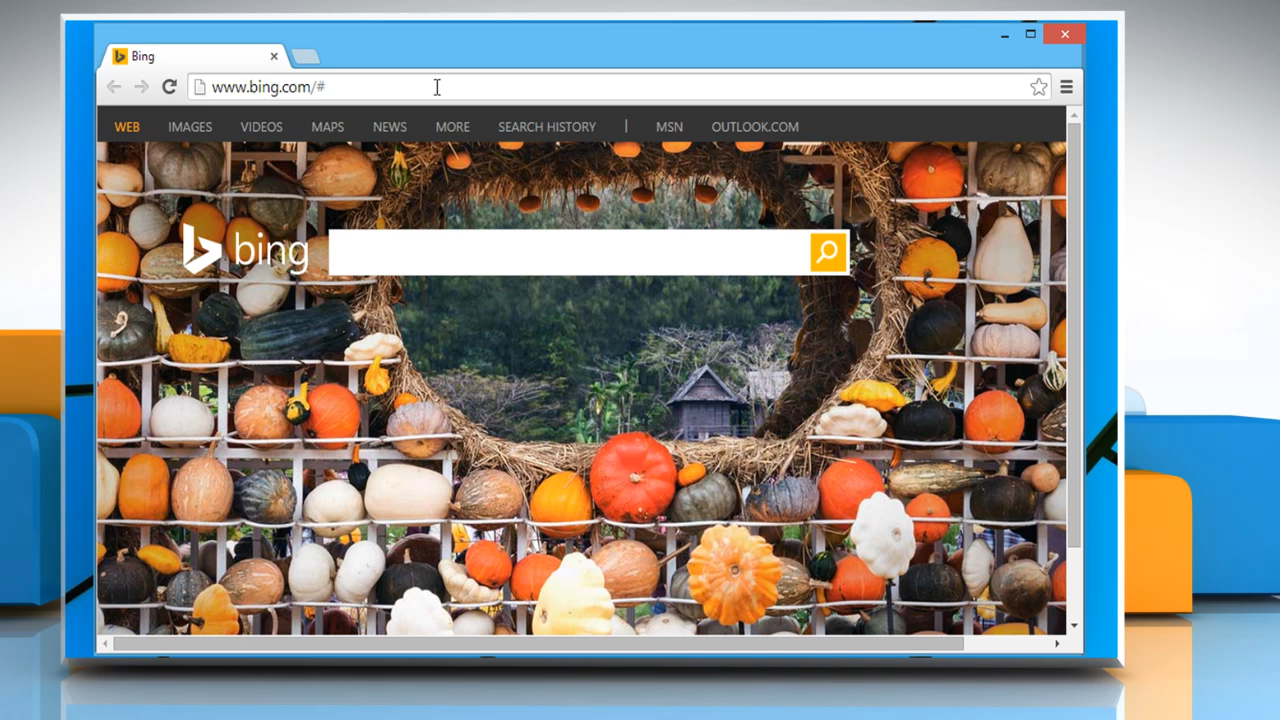 Bing
www.bing.com/#
WEB IMAGES VIDEOS MAPS NEWS MORE SEARCH HISTORY | MSN OUTLOOK.COM
bing